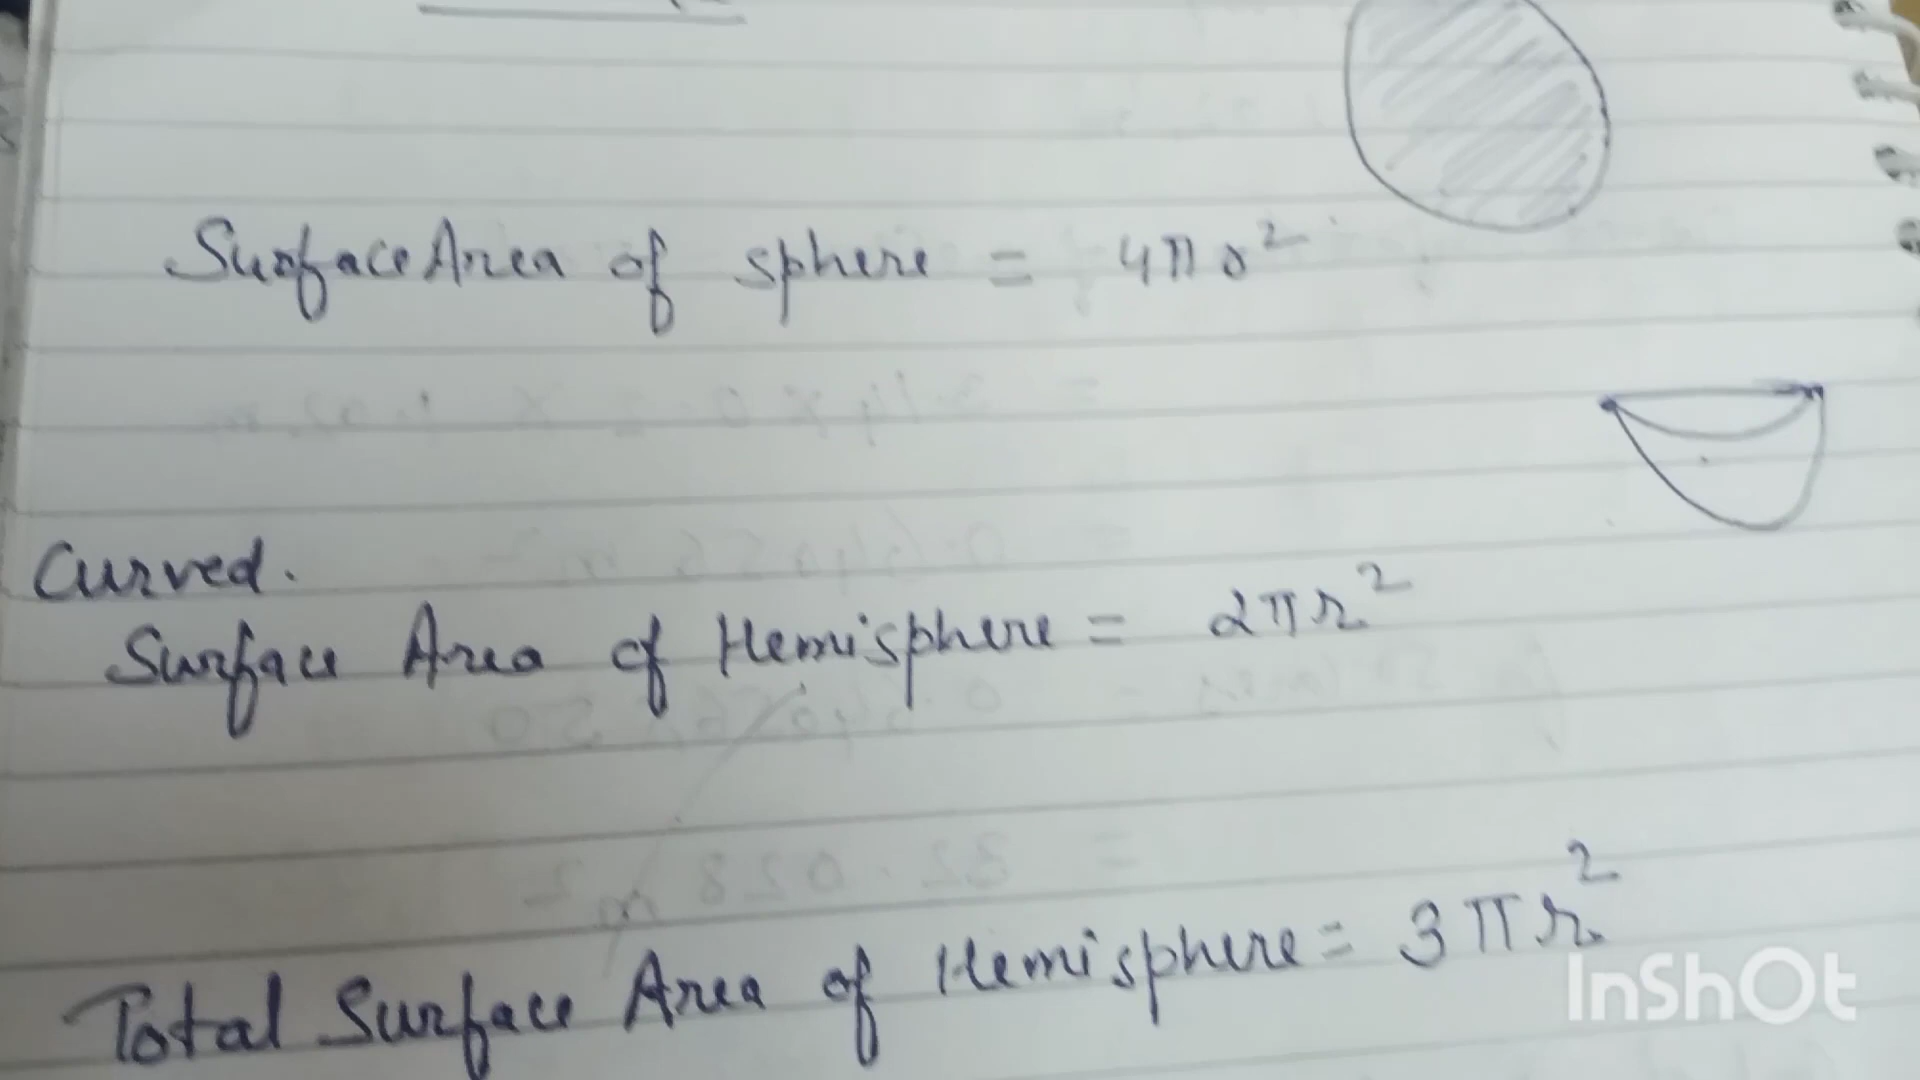 Surface Area of sphere = 4πr²
Curved.
Surface Area of Hemisphere = 2πr²
Total Surface Area of Hemisphere = 3πr²
InShOt